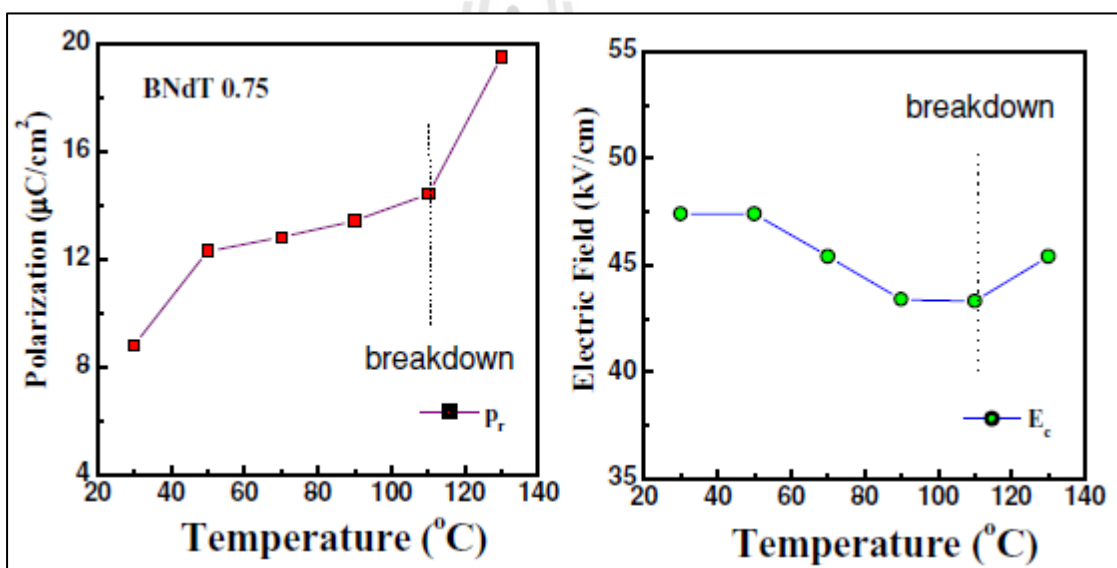 20
16
12
8
4
Polarization (µC/cm²)
BNdT 0.75
breakdown
pᵣ
20 40 60 80 100 120 140
Temperature (°C)
55
50
45
40
35
Electric Field (kV/cm)
breakdown
E꜀
20 40 60 80 100 120 140
Temperature (°C)